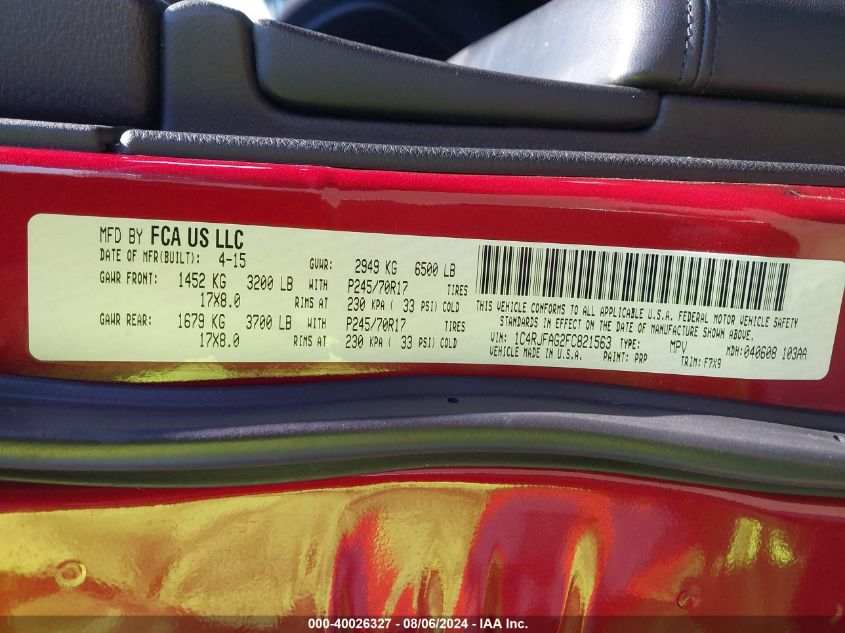 MFD BY FCA US LLC
DATE OF MFR(BUILT): 4-15 GVWR: 2949 KG 6500 LB
GAWR FRONT: 1452 KG 3200 LB WITH P245/70R17 TIRES
17X8.0 RIMS AT 230 KPA ( 33 PSI) COLD
GAWR REAR: 1679 KG 3700 LB WITH P245/70R17 TIRES
17X8.0 RIMS AT 230 KPA ( 33 PSI) COLD
THIS VEHICLE CONFORMS TO ALL APPLICABLE U.S.A. FEDERAL MOTOR VEHICLE SAFETY
STANDARDS IN EFFECT ON THE DATE OF MANUFACTURE SHOWN ABOVE.
VIN: 1C4RJFAG2FC821563 TYPE: MPV MDH: 040608 103AA
VEHICLE MADE IN U.S.A. PAINT: PRP TRIM: F7X9
000-40026327 - 08/06/2024 - IAA Inc.